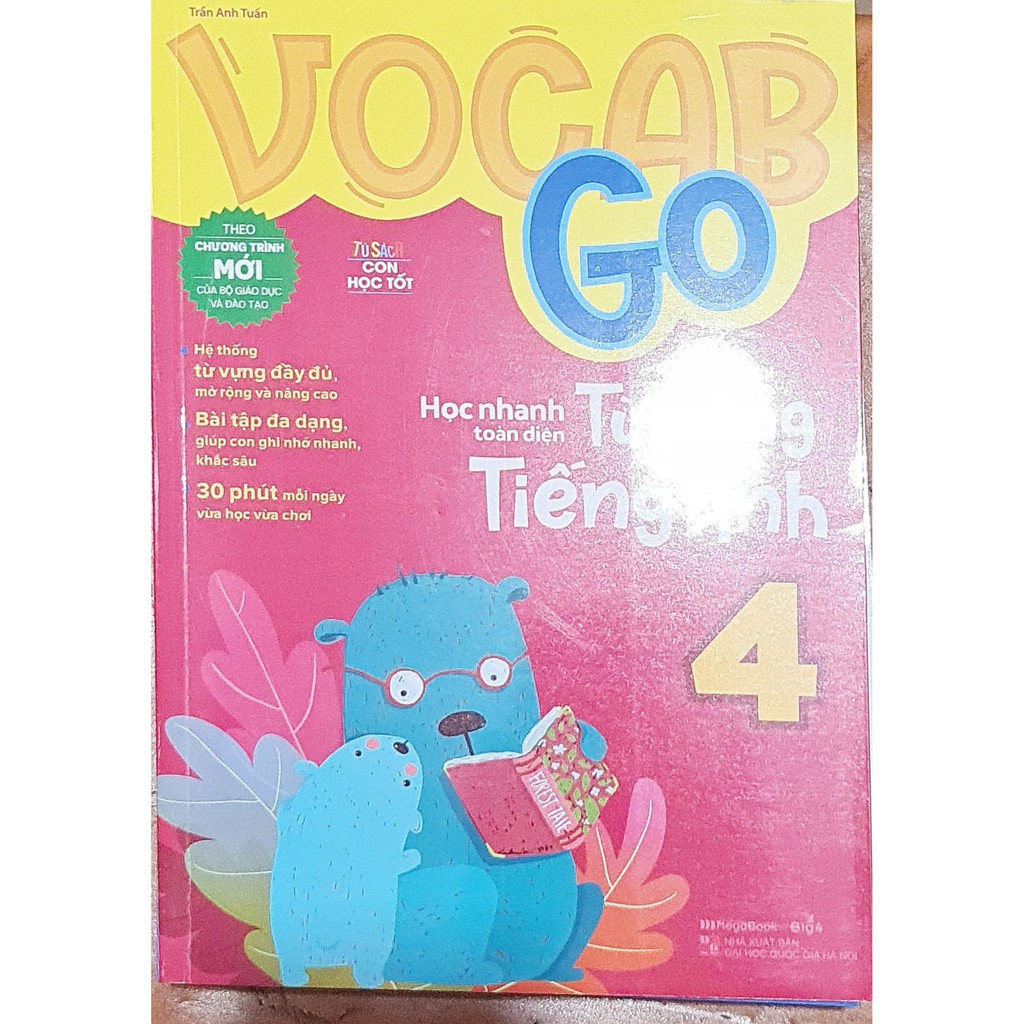 Trần Anh Tuấn
VOCAB
Go
THEO
CHƯƠNG TRÌNH
MỚI
CỦA BỘ GIÁO DỤC
VÀ ĐÀO TẠO
TỦ SÁCH
CON
HỌC TỐT
Hệ thống
từ vựng đầy đủ,
mở rộng và nâng cao
Bài tập đa dạng,
giúp con ghi nhớ nhanh,
khắc sâu
30 phút mỗi ngày
vừa học vừa chơi
Học nhanh
toàn diện
Tiếng
4
FOREST TALE
MegaBook Big4
NHÀ XUẤT BẢN
ĐẠI HỌC QUỐC GIA HÀ NỘI